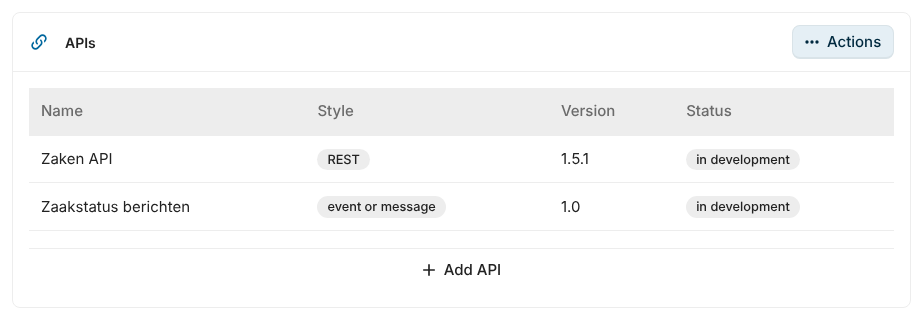 APIs
••• Actions
Name Style Version Status
Zaken API REST 1.5.1 in development
Zaakstatus berichten event or message 1.0 in development
+ Add API